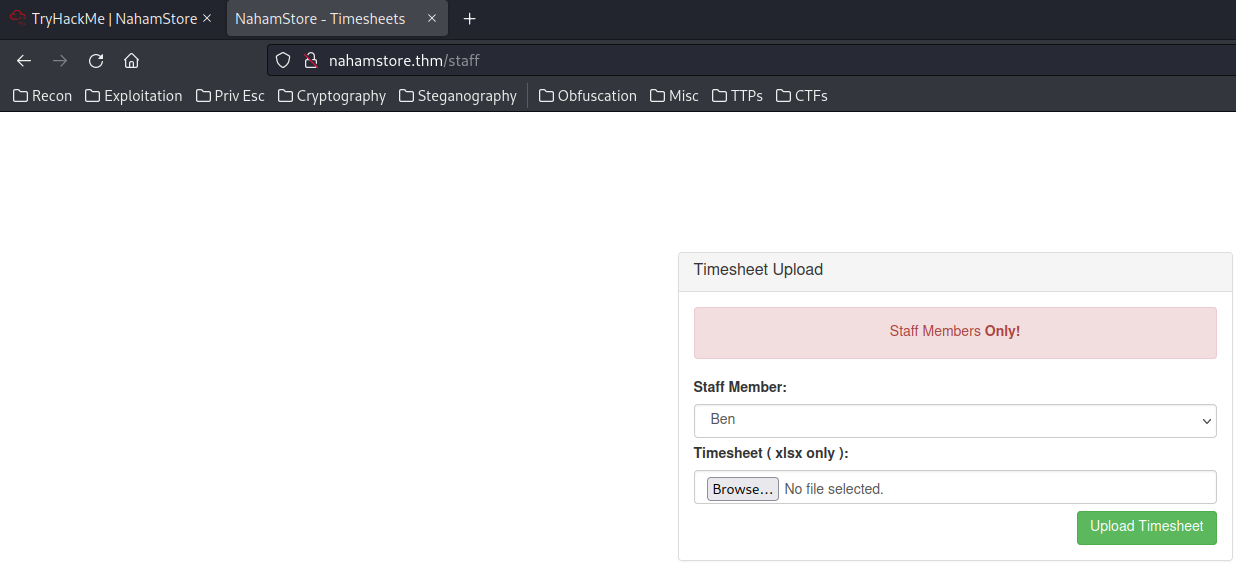 TryHackMe | NahamStore
NahamStore - Timesheets
nahamstore.thm/staff
Recon Exploitation Priv Esc Cryptography Steganography Obfuscation Misc TTPs CTFs
Timesheet Upload
Staff Members Only!
Staff Member:
Ben
Timesheet ( xlsx only ):
Browse... No file selected.
Upload Timesheet